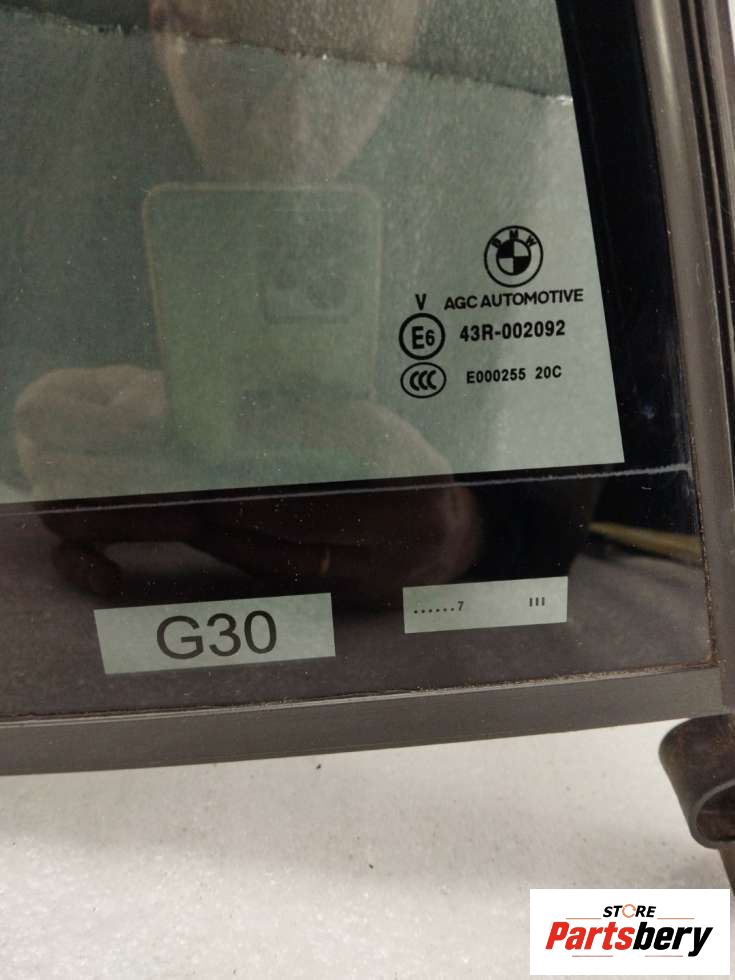 BMW
AGC AUTOMOTIVE
V
E6 43R-002092
CCC E000255 20C
G30
......7 III
STORE
Partsbery